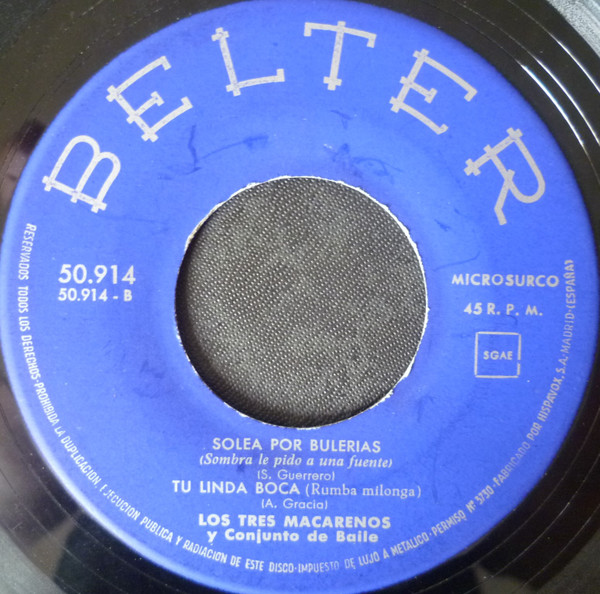 BELTER
50.914
50.914 - B
MICROSURCO
45 R. P. M.
SGAE
SOLEA POR BULERIAS
(Sombra le pido a una fuente)
(S. Guerrero)
TU LINDA BOCA (Rumba milonga)
(A. Gracia)
LOS TRES MACARENOS
y Conjunto de Baile
RESERVADOS TODOS LOS DERECHOS-PROHIBIDA LA DUPLICACION, EJECUCION PUBLICA Y RADIACION DE ESTE DISCO-IMPUESTO DE LUJO A METALICO-PERMISO Nº 5730-FABRICADO POR HISPAVOX, S.A.-MADRID-(ESPAÑA)